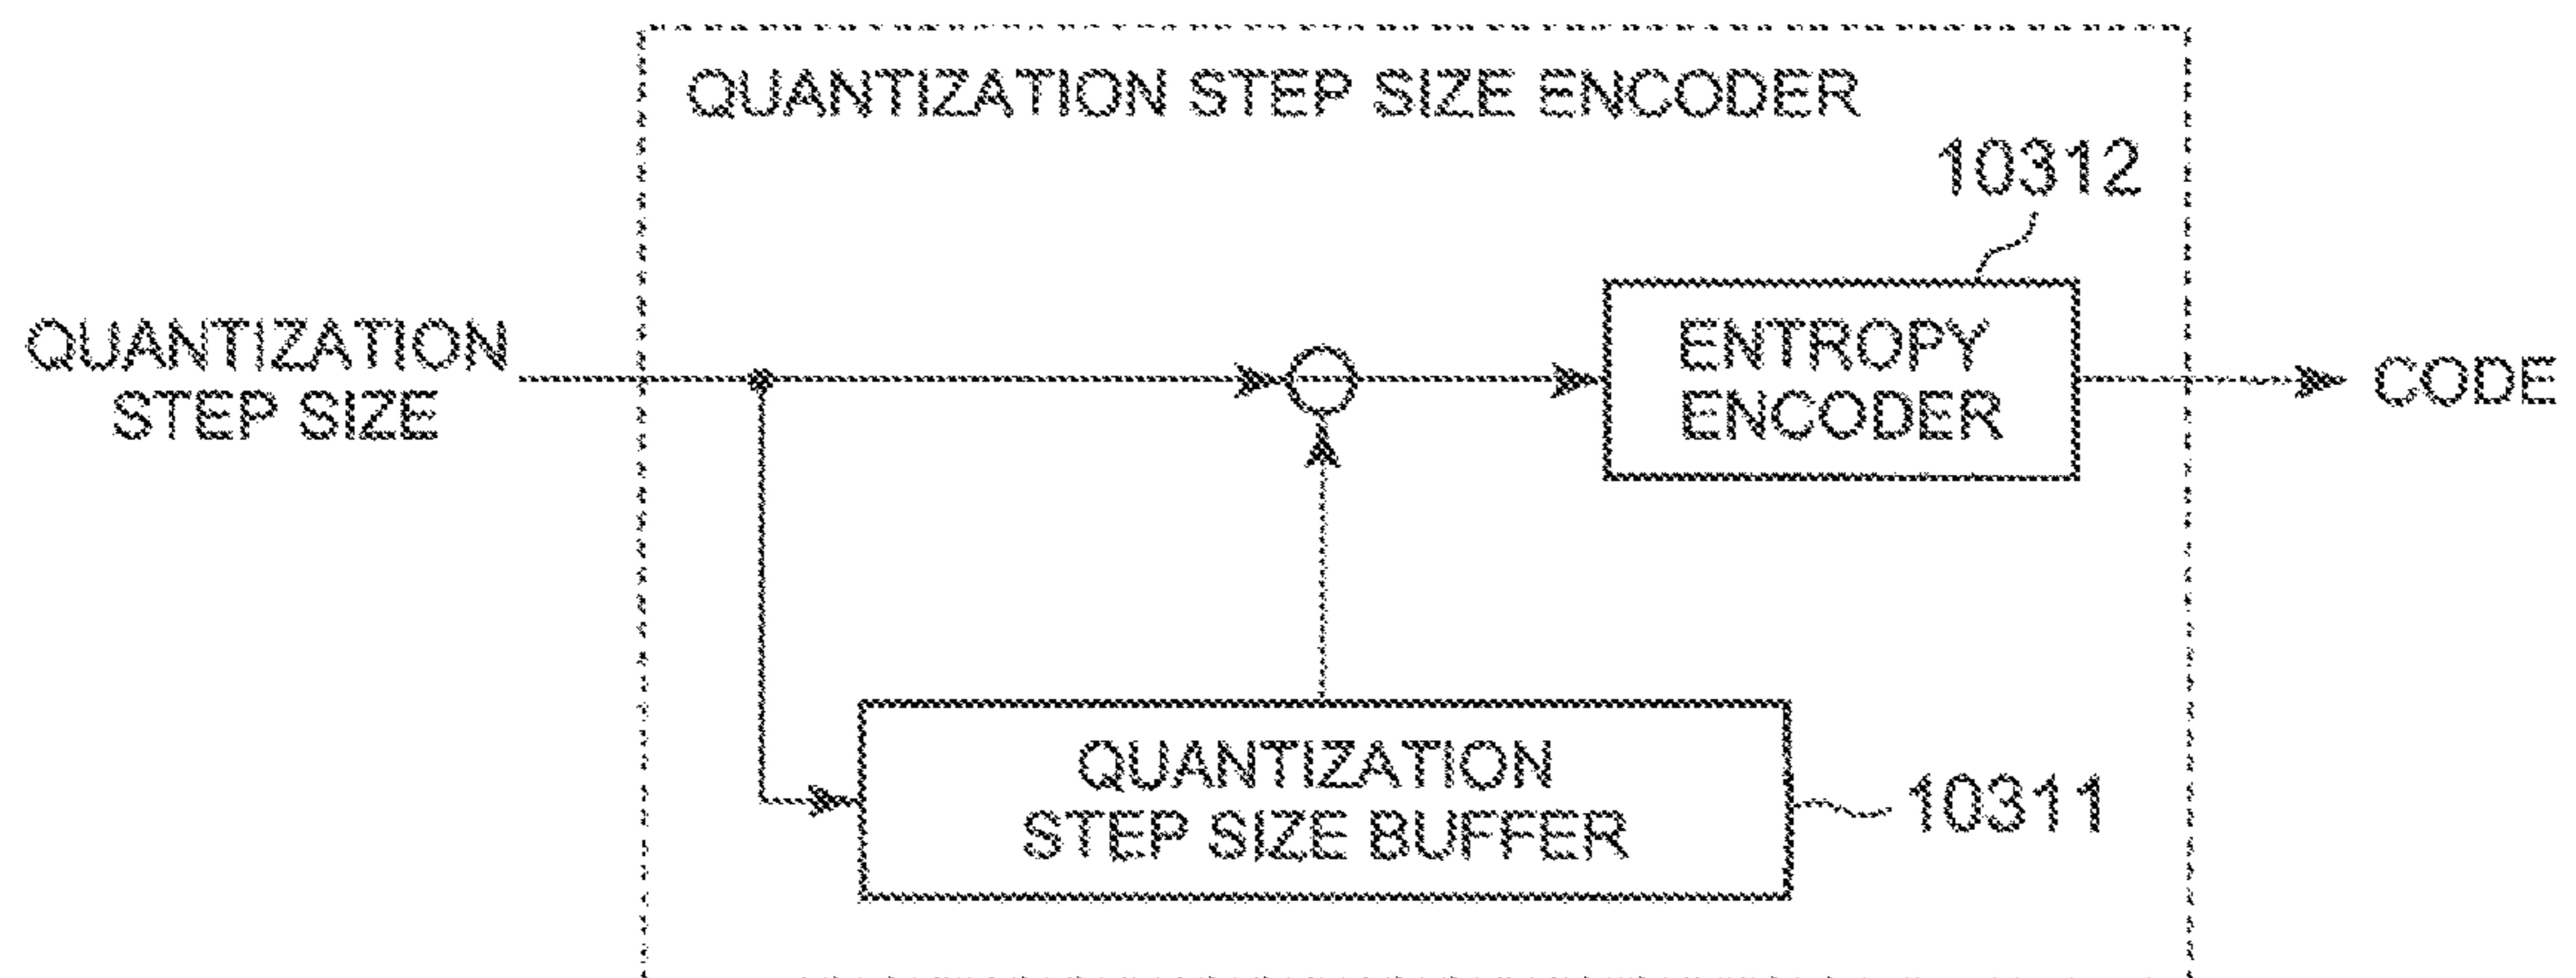 QUANTIZATION STEP SIZE ENCODER
10312
QUANTIZATION
STEP SIZE
ENTROPY
ENCODER
CODE
QUANTIZATION
STEP SIZE BUFFER
10311